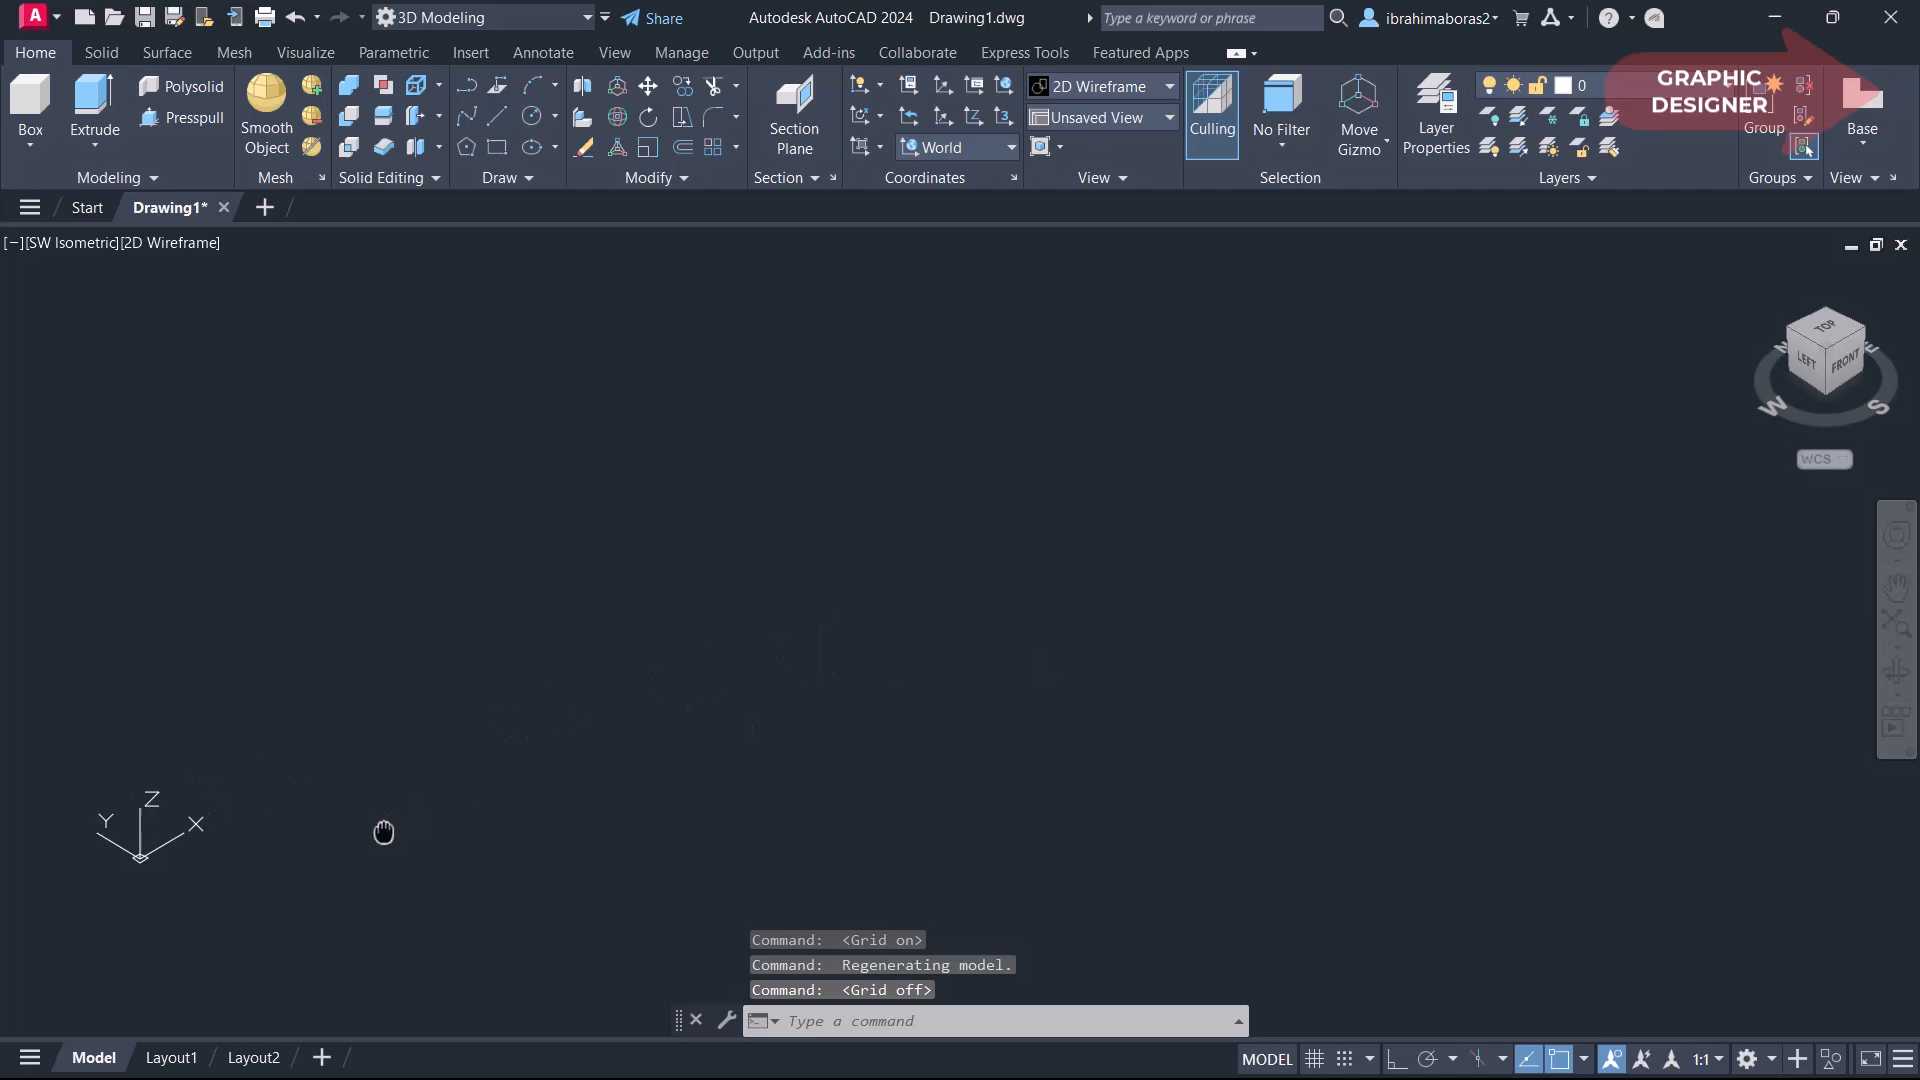 A
3D Modeling
Share
Autodesk AutoCAD 2024 Drawing1.dwg
Type a keyword or phrase
ibrahimaboras2
Home Solid Surface Mesh Visualize Parametric Insert Annotate View Manage Output Add-ins Collaborate Express Tools Featured Apps
GRAPHIC
DESIGNER
Polysolid
Presspull
Box
Extrude
Smooth
Object
Section
Plane
World
2D Wireframe
Unsaved View
Culling
No Filter
Move
Gizmo
Layer
Properties
0
Group
Base
Modeling Mesh Solid Editing Draw Modify Section Coordinates View Selection Layers Groups View
Start Drawing1*
[−][SW Isometric][2D Wireframe]
TOP
LEFT
FRONT
N
E
W
S
WCS
Z
Y
X
Command: <Grid on>
Command: Regenerating model.
Command: <Grid off>
Type a command
Model Layout1 Layout2
MODEL
1:1